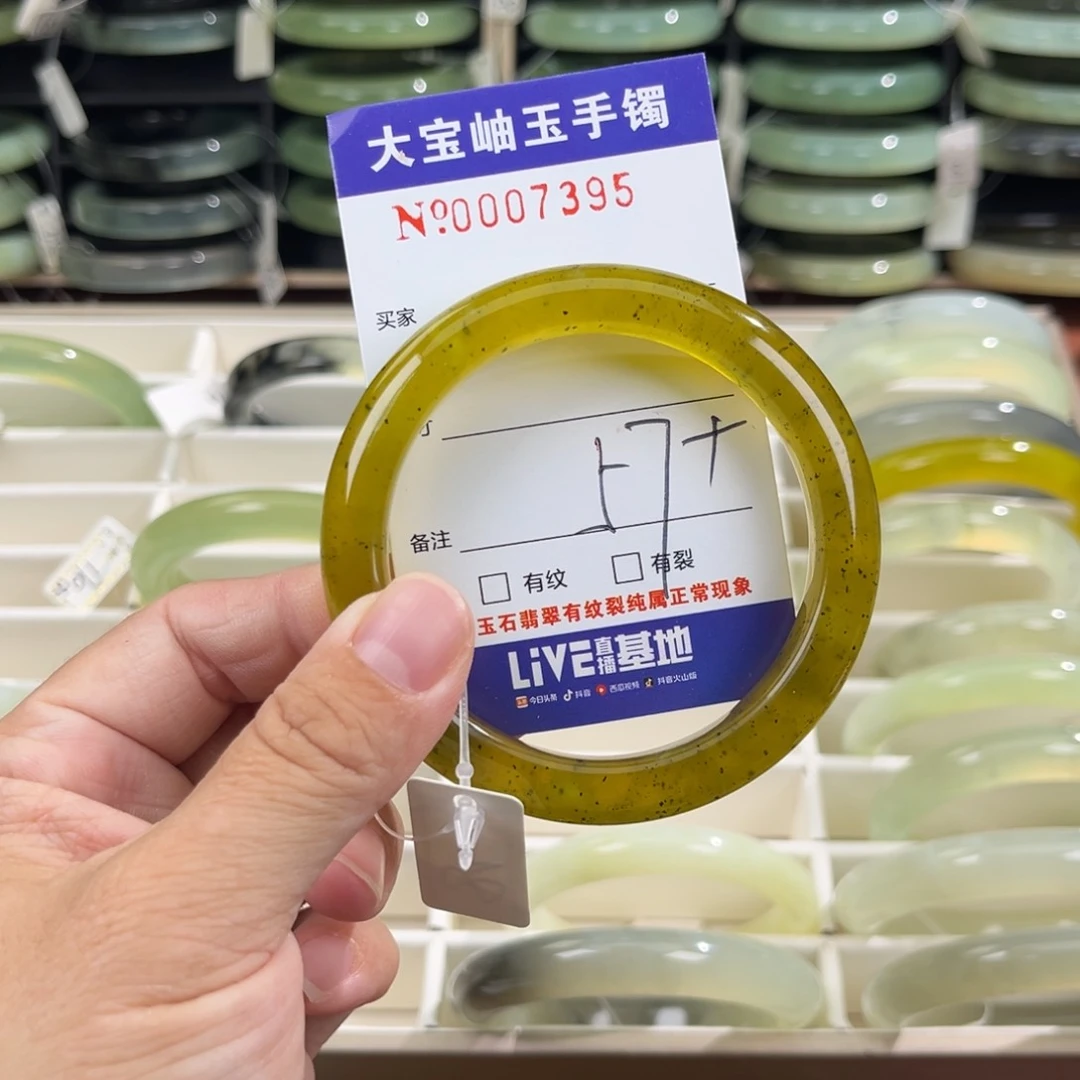 大宝岫玉手镯
№0007395
买家
57+
备注
有纹 有裂
玉石翡翠有纹裂纯属正常现象
LiVE直播基地
今日头条 抖音 西瓜视频 抖音火山版